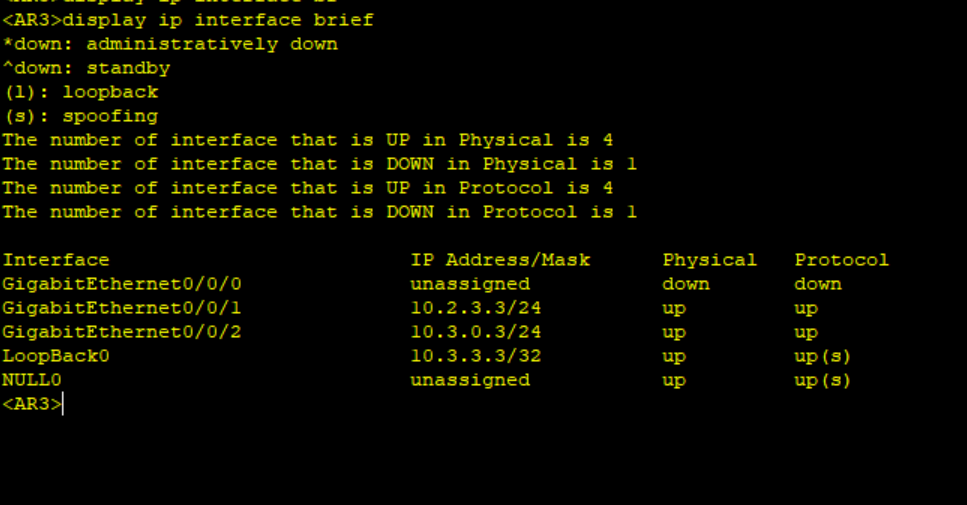 <AR3>display ip interface brief
*down: administratively down
^down: standby
(l): loopback
(s): spoofing
The number of interface that is UP in Physical is 4
The number of interface that is DOWN in Physical is 1
The number of interface that is UP in Protocol is 4
The number of interface that is DOWN in Protocol is 1
Interface IP Address/Mask Physical Protocol
GigabitEthernet0/0/0 unassigned down down
GigabitEthernet0/0/1 10.2.3.3/24 up up
GigabitEthernet0/0/2 10.3.0.3/24 up up
LoopBack0 10.3.3.3/32 up up(s)
NULL0 unassigned up up(s)
<AR3>